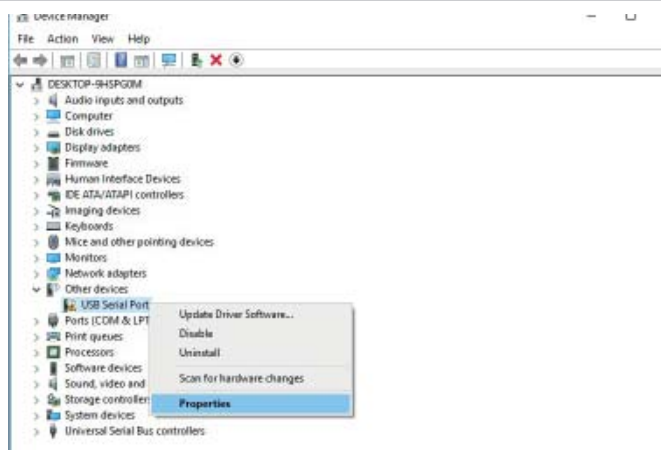 Device Manager
File Action View Help
DESKTOP-9HSPG0M
Audio inputs and outputs
Computer
Disk drives
Display adapters
Firmware
Human Interface Devices
IDE ATA/ATAPI controllers
Imaging devices
Keyboards
Mice and other pointing devices
Monitors
Network adapters
Other devices
USB Serial Port
Ports (COM & LPT
Print queues
Processors
Software devices
Sound, video and
Storage controller
System devices
Universal Serial Bus controllers
Update Driver Software...
Disable
Uninstall
Scan for hardware changes
Properties